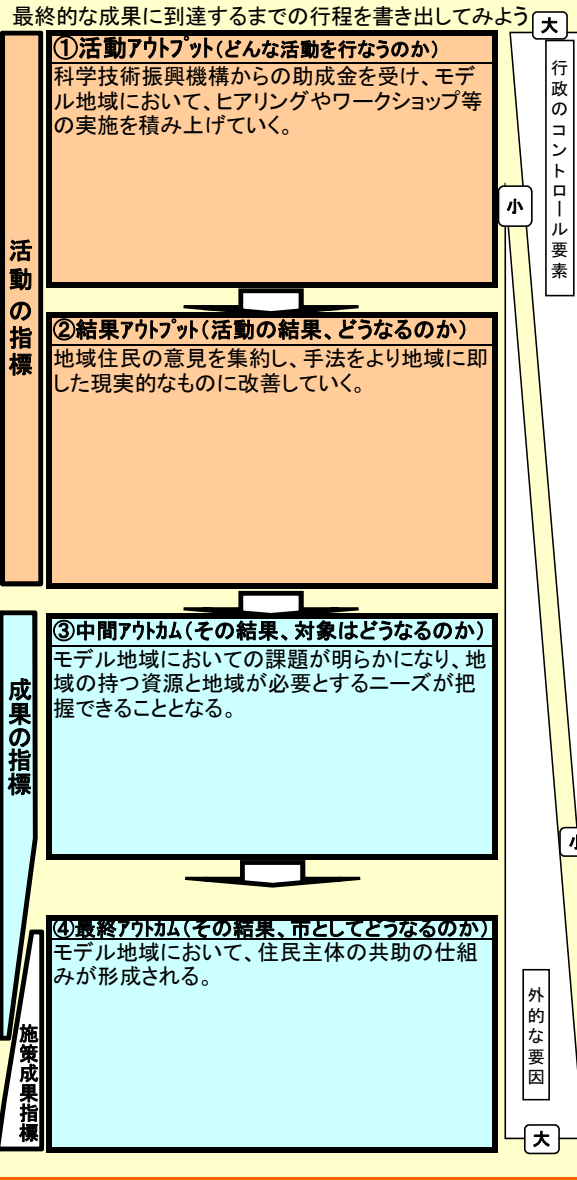 最終的な成果に到達するまでの行程を書き出してみよう
大
行政のコントロール要素
小
活動の指標
①活動アウトプット(どんな活動を行なうのか)
科学技術振興機構からの助成金を受け、モデ
ル地域において、ヒアリングやワークショップ等
の実施を積み上げていく。
②結果アウトプット(活動の結果、どうなるのか)
地域住民の意見を集約し、手法をより地域に即
した現実的なものに改善していく。
成果の指標
③中間アウトカム(その結果、対象はどうなるのか)
モデル地域においての課題が明らかになり、地
域の持つ資源と地域が必要とするニーズが把
握できることとなる。
小
④最終アウトカム(その結果、市としてどうなるのか)
モデル地域において、住民主体の共助の仕組
みが形成される。
施策成果指標
外的な要因
大